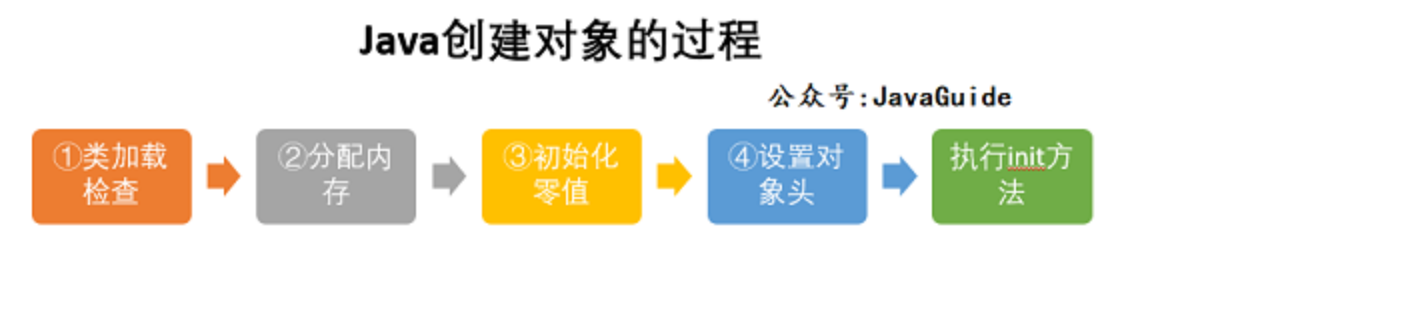 Java创建对象的过程
公众号:JavaGuide
①类加载
检查
②分配内
存
③初始化
零值
④设置对
象头
执行init方
法